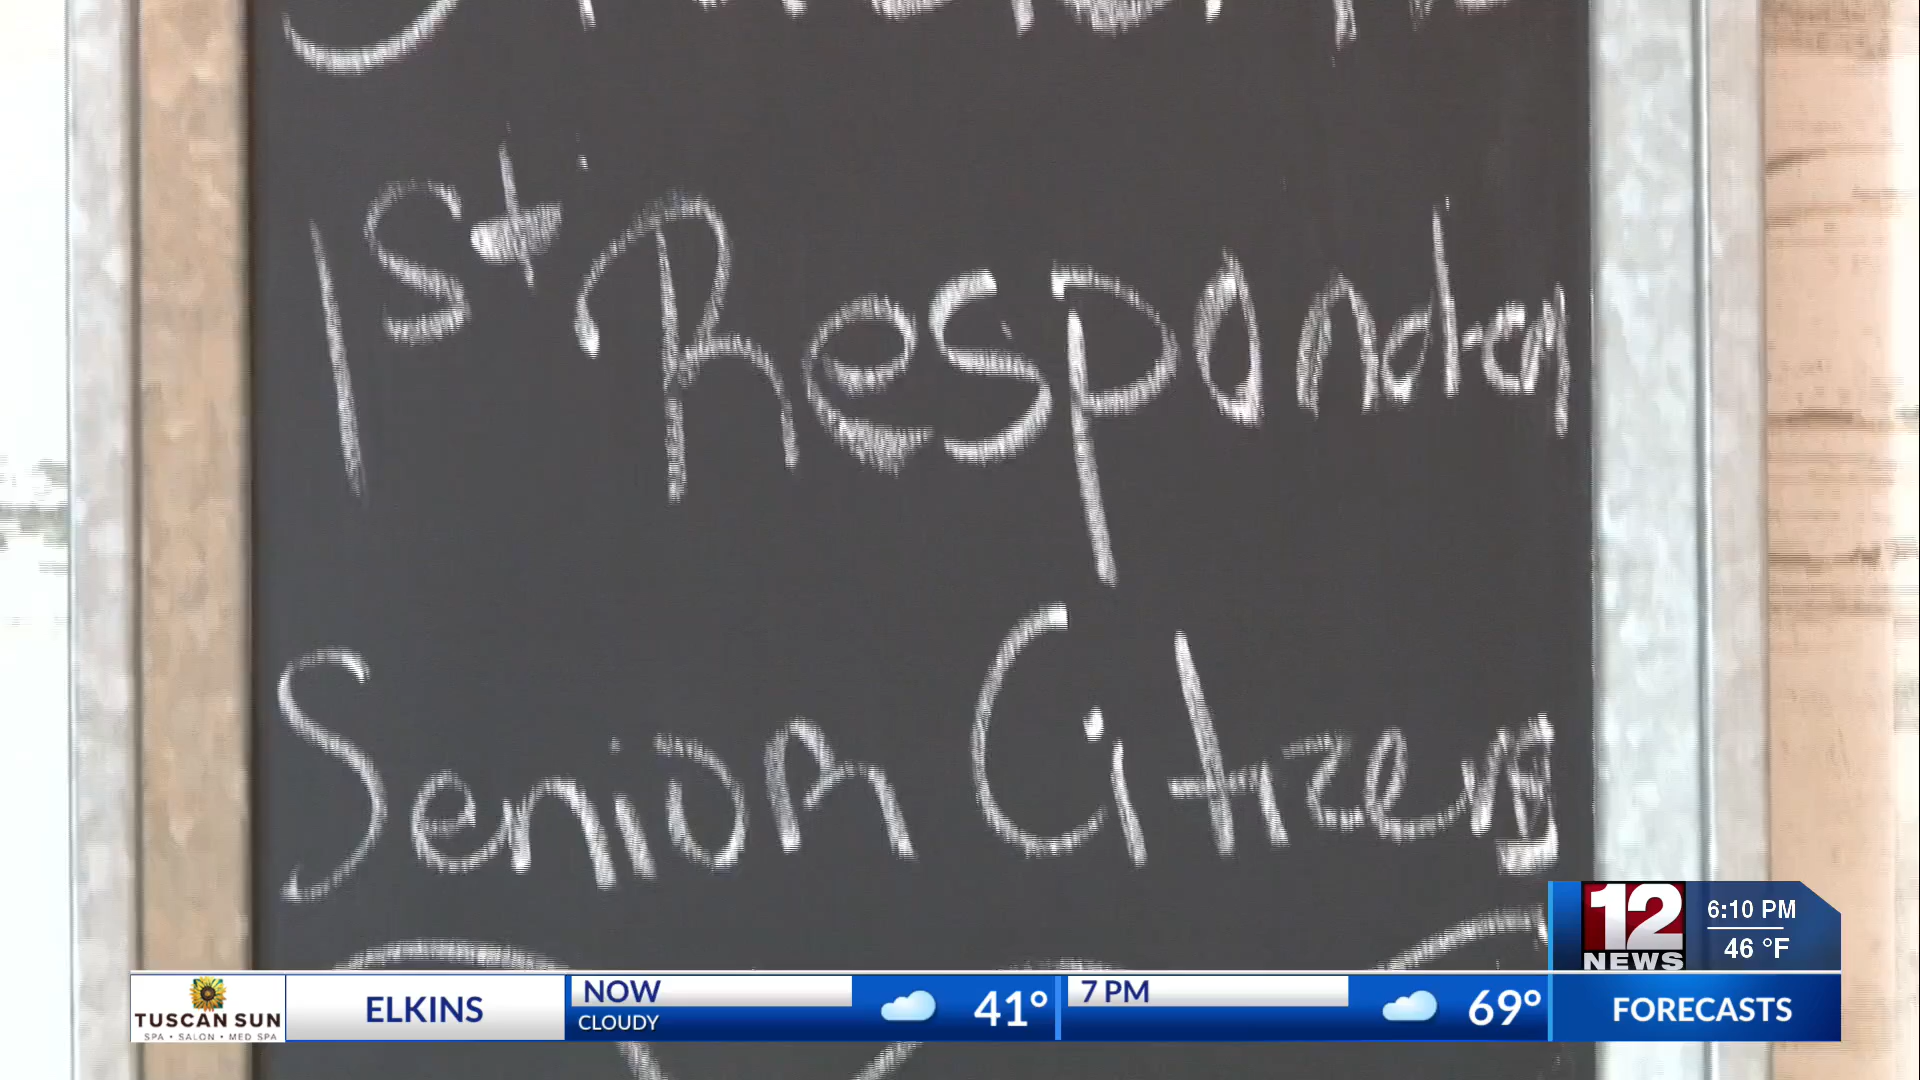 1st Responder
Senior Citizens
12
NEWS
6:10 PM
46 °F
TUSCAN SUN
SPA • SALON • MED SPA
ELKINS
NOW
CLOUDY
41°
7 PM
69°
FORECASTS